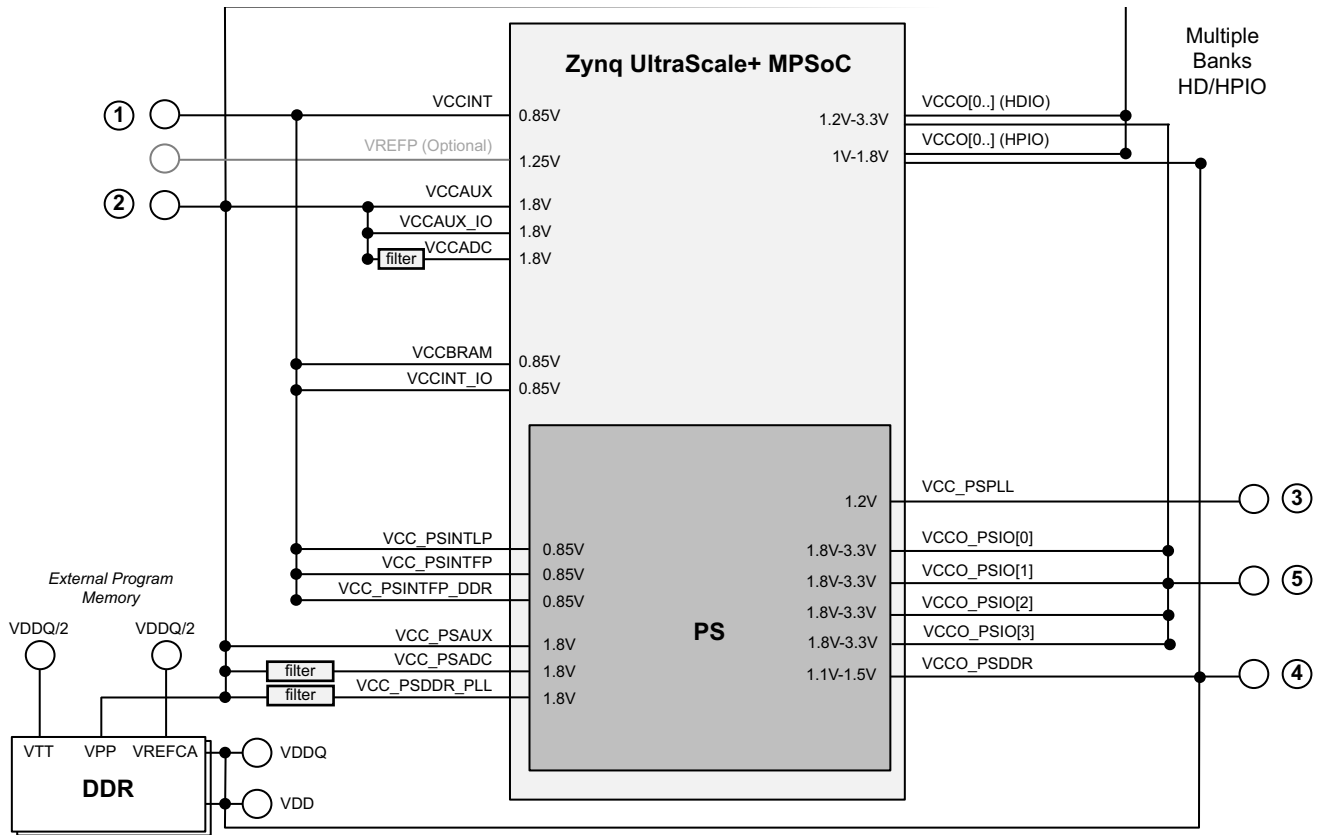 Zynq UltraScale+ MPSoC
Multiple
Banks
HD/HPIO
1
VCCINT
0.85V
VREFP (Optional)
1.25V
2
VCCAUX
1.8V
VCCAUX_IO
1.8V
filter
VCCADC
1.8V
VCCO[0..] (HDIO)
1.2V-3.3V
VCCO[0..] (HPIO)
1V-1.8V
VCCBRAM
0.85V
VCCINT_IO
0.85V
PS
1.2V
VCC_PSPLL
3
VCC_PSINTLP
0.85V
VCC_PSINTFP
0.85V
VCC_PSINTFP_DDR
0.85V
1.8V-3.3V
VCCO_PSIO[0]
1.8V-3.3V
VCCO_PSIO[1]
5
1.8V-3.3V
VCCO_PSIO[2]
1.8V-3.3V
VCCO_PSIO[3]
1.1V-1.5V
VCCO_PSDDR
4
VCC_PSAUX
1.8V
filter
VCC_PSADC
1.8V
filter
VCC_PSDDR_PLL
1.8V
External Program
Memory
VDDQ/2
VDDQ/2
VTT
VPP
VREFCA
DDR
VDDQ
VDD